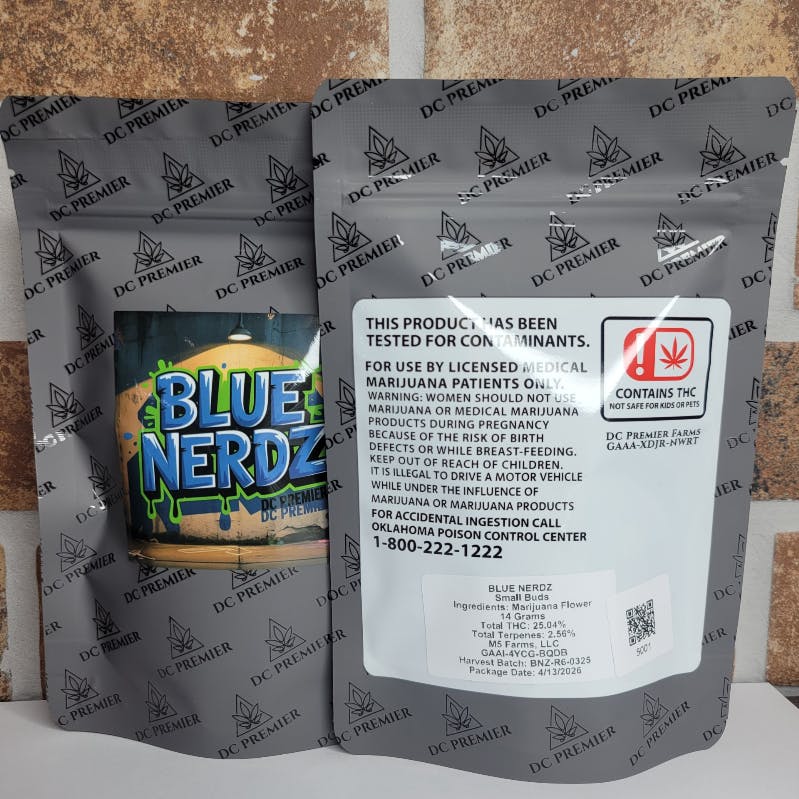 DC PREMIER
BLUE
NERDZ
DC PREMIER
DC PREMIER
THIS PRODUCT HAS BEEN
TESTED FOR CONTAMINANTS.
FOR USE BY LICENSED MEDICAL
MARIJUANA PATIENTS ONLY.
WARNING: WOMEN SHOULD NOT USE
MARIJUANA OR MEDICAL MARIJUANA
PRODUCTS DURING PREGNANCY
BECAUSE OF THE RISK OF BIRTH
DEFECTS OR WHILE BREAST-FEEDING.
KEEP OUT OF REACH OF CHILDREN.
IT IS ILLEGAL TO DRIVE A MOTOR VEHICLE
WHILE UNDER THE INFLUENCE OF
MARIJUANA OR MARIJUANA PRODUCTS
FOR ACCIDENTAL INGESTION CALL
OKLAHOMA POISON CONTROL CENTER
1-800-222-1222
!
CONTAINS THC
NOT SAFE FOR KIDS OR PETS
DC PREMIER FARMS
GAAA-XDJR-NWRT
BLUE NERDZ
Small Buds
Ingredients: Marijuana Flower
14 Grams
Total THC: 25.04%
Total Terpenes: 2.56%
M5 Farms, LLC
GAAI-4YCG-BQDB
Harvest Batch: BNZ-R6-0325
Package Date: 4/13/2026
5001